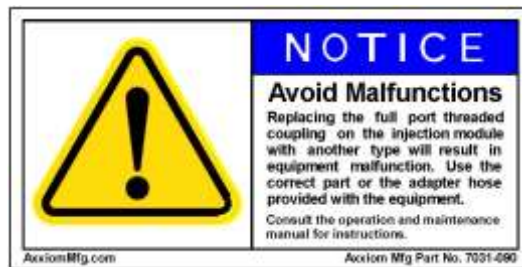 NOTICE
Avoid Malfunctions
Replacing the full port threaded
coupling on the injection module
with another type will result in
equipment malfunction. Use the
correct part or the adapter hose
provided with the equipment.
Consult the operation and maintenance
manual for instructions.
AxxiomMfg.com
Axxiom Mfg Part No. 7031-090